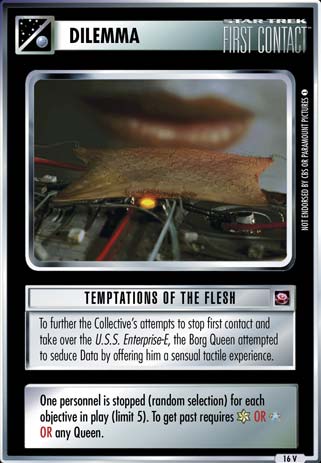 DILEMMA
STAR TREK
FIRST CONTACT
NOT ENDORSED BY CBS OR PARAMOUNT PICTURES
TEMPTATIONS OF THE FLESH
To further the Collective's attempts to stop first contact and
take over the U.S.S. Enterprise-E, the Borg Queen attempted
to seduce Data by offering him a sensual tactile experience.
One personnel is stopped (random selection) for each
objective in play (limit 5). To get past requires OR
OR any Queen.
16 V